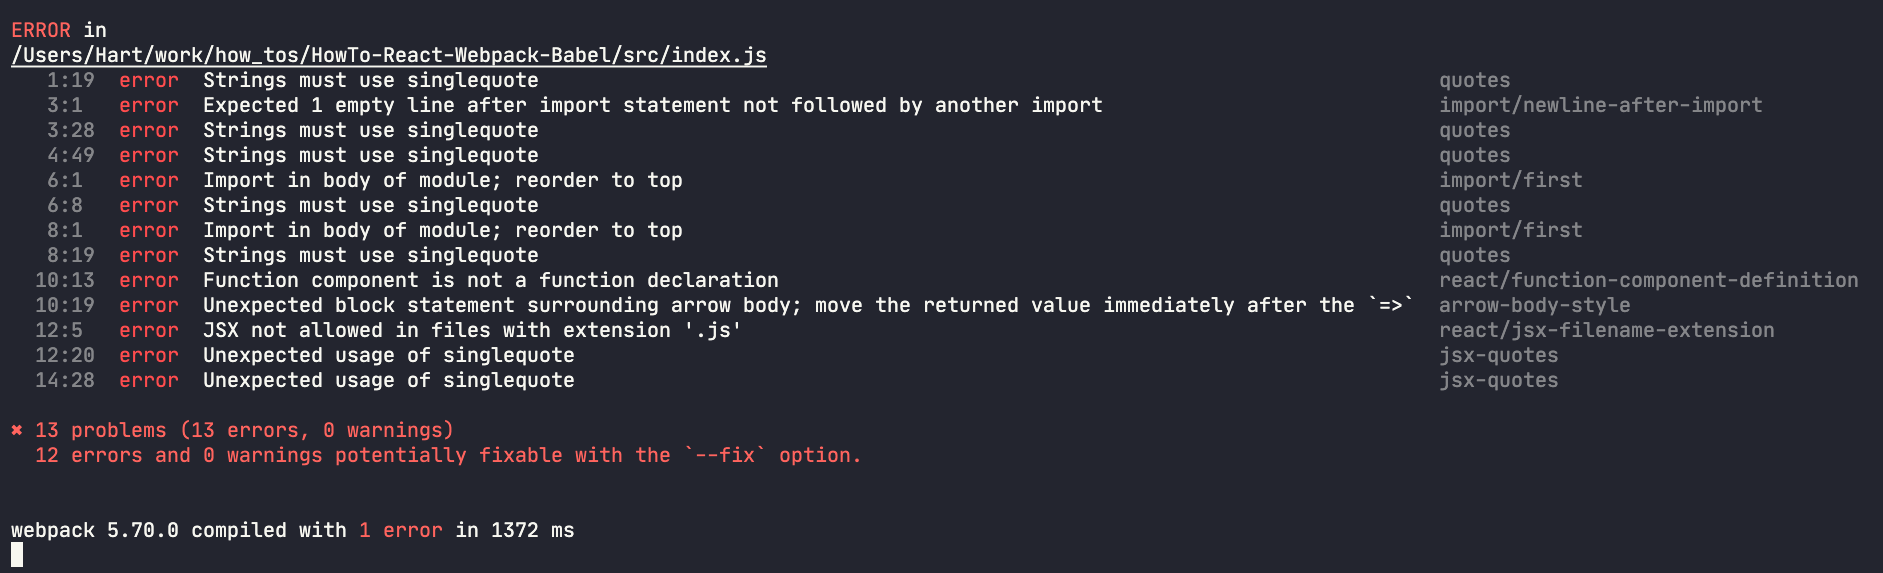 ERROR in
/Users/Hart/work/how_tos/HowTo-React-Webpack-Babel/src/index.js
1:19 error Strings must use singlequote quotes
3:1 error Expected 1 empty line after import statement not followed by another import import/newline-after-import
3:28 error Strings must use singlequote quotes
4:49 error Strings must use singlequote quotes
6:1 error Import in body of module; reorder to top import/first
6:8 error Strings must use singlequote quotes
8:1 error Import in body of module; reorder to top import/first
8:19 error Strings must use singlequote quotes
10:13 error Function component is not a function declaration react/function-component-definition
10:19 error Unexpected block statement surrounding arrow body; move the returned value immediately after the `=>` arrow-body-style
12:5 error JSX not allowed in files with extension '.js' react/jsx-filename-extension
12:20 error Unexpected usage of singlequote jsx-quotes
14:28 error Unexpected usage of singlequote jsx-quotes
✖ 13 problems (13 errors, 0 warnings)
12 errors and 0 warnings potentially fixable with the `--fix` option.
webpack 5.70.0 compiled with 1 error in 1372 ms